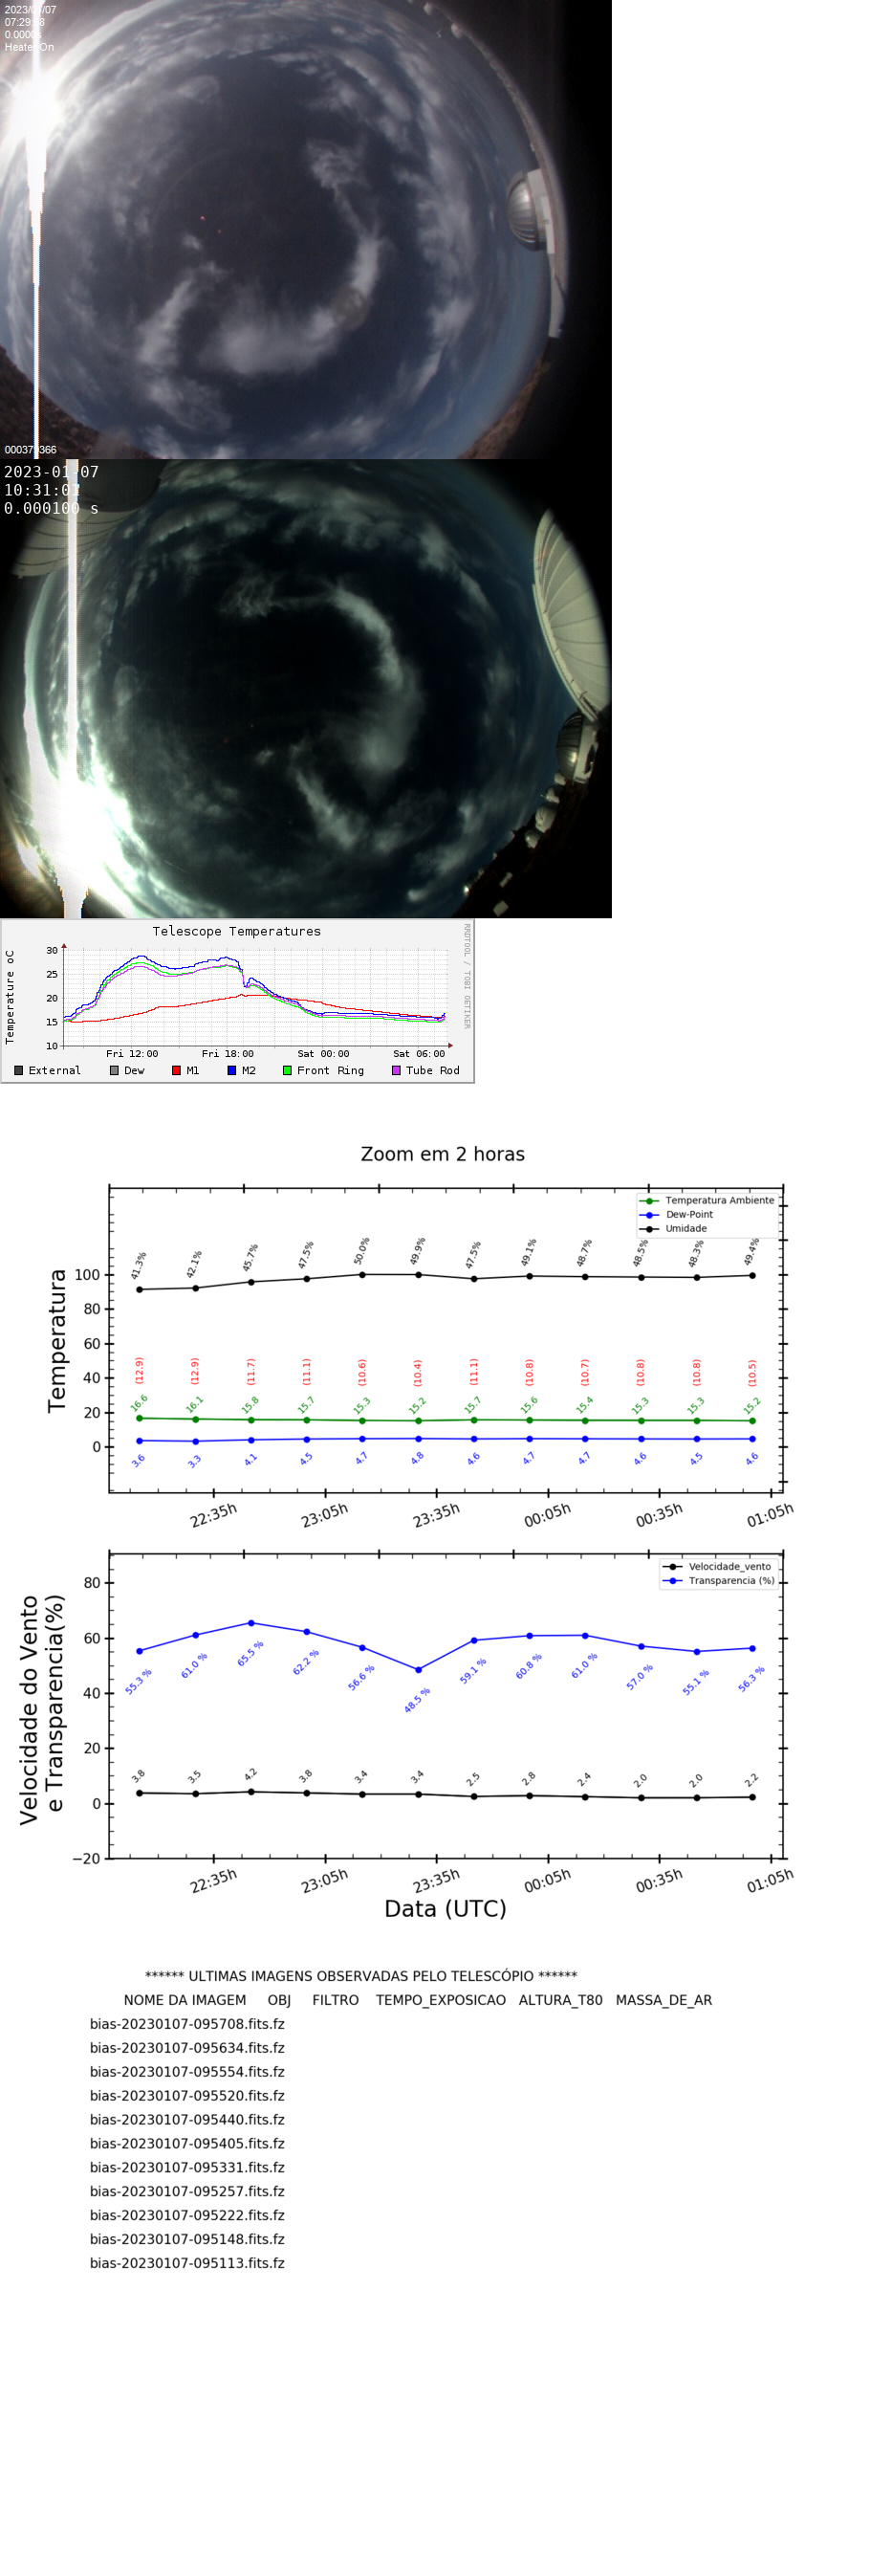 2023/01/07
07:29:
0.0000
Heater On
000379366
2023-01-07
10:31:01
0.000100 s
Telescope Temperatures
Temperature oC
RRDTOOL / TOBI OETIKER
30
25
20
15
10
Fri 12:00 Fri 18:00 Sat 00:00 Sat 06:00
External Dew M1 M2 Front Ring Tube Rod
Zoom em 2 horas
Temperatura
Temperatura Ambiente
Dew-Point
Umidade
41.3% 42.1% 45.7% 47.5% 50.0% 49.9% 47.5% 49.1% 48.7% 48.5% 48.3% 49.4%
100
80
60
40
20
0
(12.9) (12.9) (11.7) (11.1) (10.6) (10.4) (11.1) (10.8) (10.7) (10.8) (10.8) (10.5)
16.6 16.1 15.8 15.7 15.3 15.2 15.7 15.6 15.4 15.3 15.3 15.2
3.6 3.3 4.1 4.5 4.7 4.8 4.6 4.7 4.7 4.6 4.5 4.6
22:35h 23:05h 23:35h 00:05h 00:35h 01:05h
Velocidade do Vento
e Transparencia(%)
Velocidade_vento
Transparencia (%)
80
60
40
20
0
−20
55.3 % 61.0 % 65.5 % 62.2 % 56.6 % 48.5 % 59.1 % 60.8 % 61.0 % 57.0 % 55.1 % 56.3 %
3.8 3.5 4.2 3.8 3.4 3.4 2.5 2.8 2.4 2.0 2.0 2.2
22:35h 23:05h 23:35h 00:05h 00:35h 01:05h
Data (UTC)
****** ULTIMAS IMAGENS OBSERVADAS PELO TELESCÓPIO ******
NOME DA IMAGEM OBJ FILTRO TEMPO_EXPOSICAO ALTURA_T80 MASSA_DE_AR
bias-20230107-095708.fits.fz
bias-20230107-095634.fits.fz
bias-20230107-095554.fits.fz
bias-20230107-095520.fits.fz
bias-20230107-095440.fits.fz
bias-20230107-095405.fits.fz
bias-20230107-095331.fits.fz
bias-20230107-095257.fits.fz
bias-20230107-095222.fits.fz
bias-20230107-095148.fits.fz
bias-20230107-095113.fits.fz